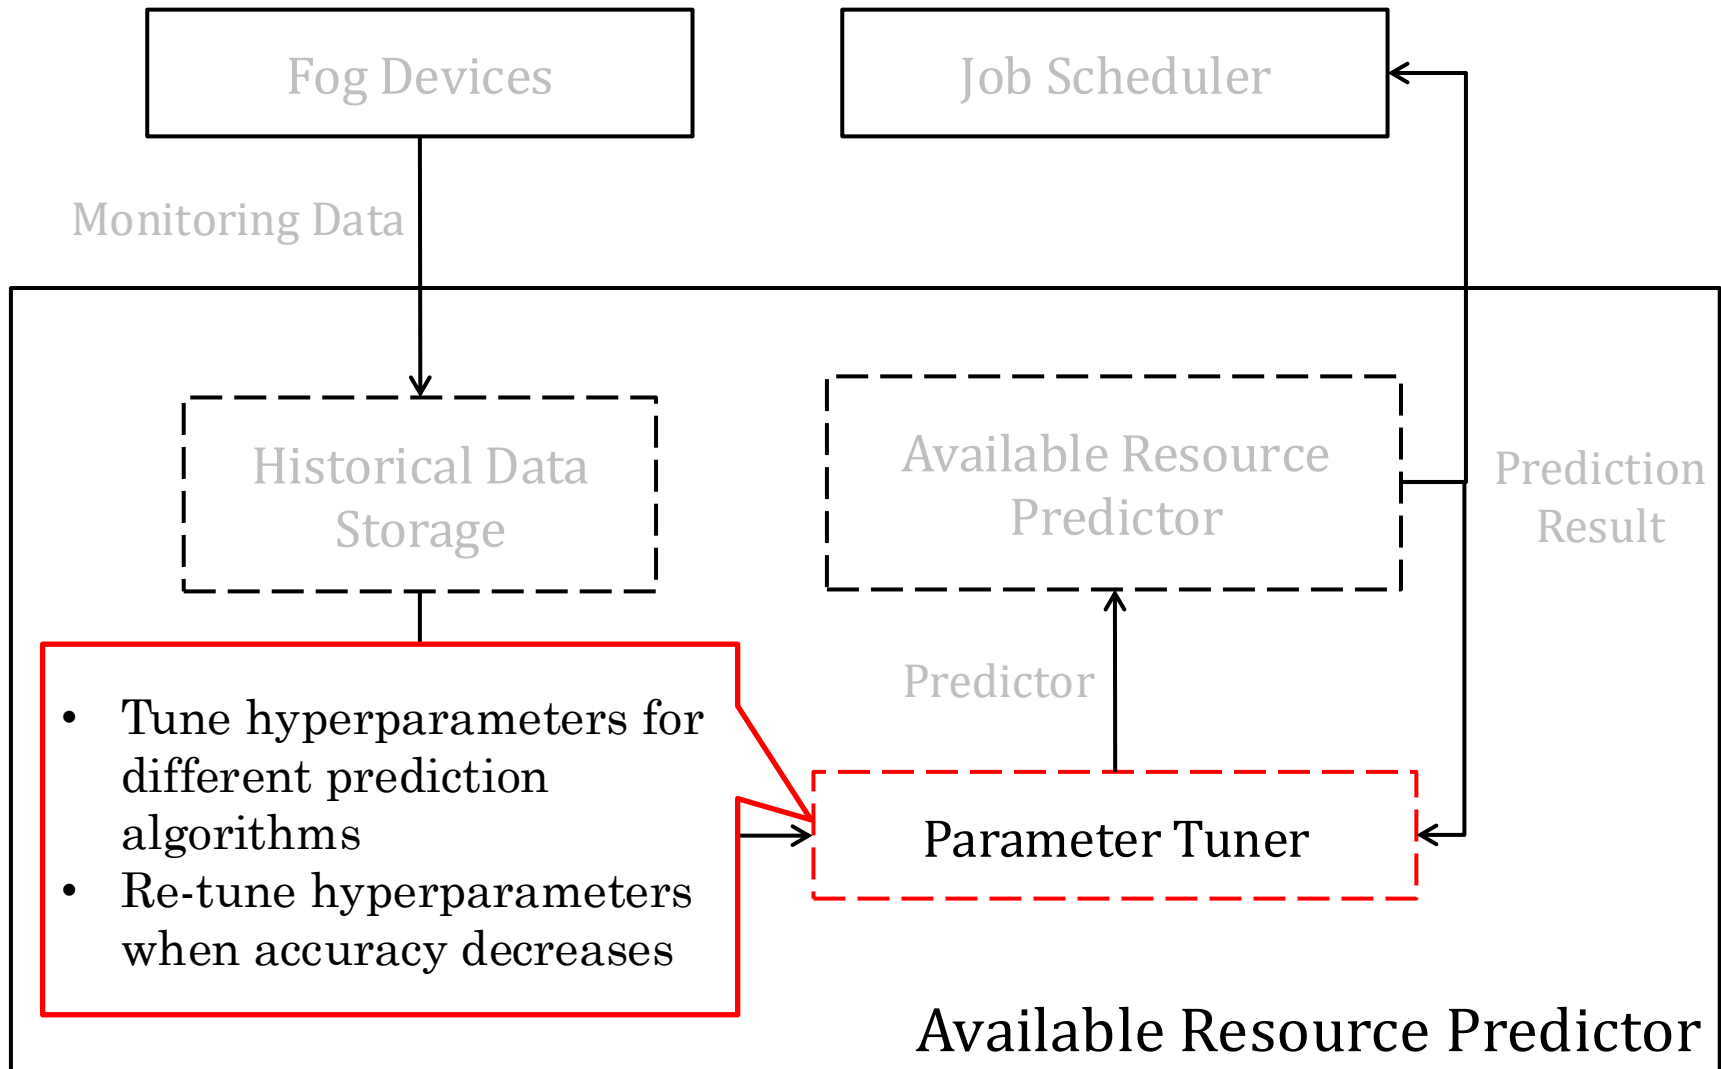 Fog Devices
Job Scheduler
Monitoring Data
Historical Data
Storage
Available Resource
Predictor
Prediction
Result
Predictor
• Tune hyperparameters for
different prediction
algorithms
• Re-tune hyperparameters
when accuracy decreases
Parameter Tuner
Available Resource Predictor